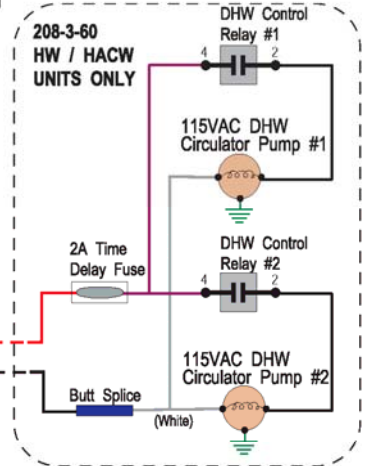 208-3-60
HW / HACW
UNITS ONLY
DHW Control
Relay #1
4
2
115VAC DHW
Circulator Pump #1
2A Time
Delay Fuse
DHW Control
Relay #2
4
2
115VAC DHW
Circulator Pump #2
Butt Splice
(White)